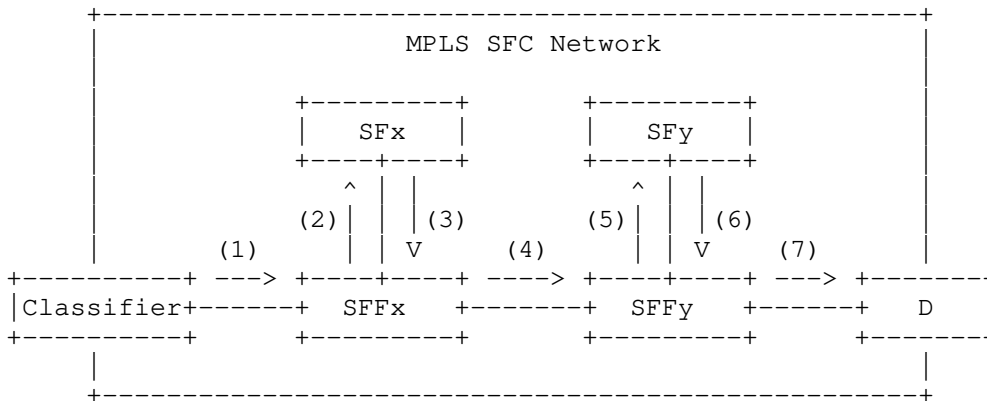 MPLS SFC Network
SFx SFy
(2) (3) (5) (6)
(1) V (4) V (7)
Classifier SFFx SFFy D